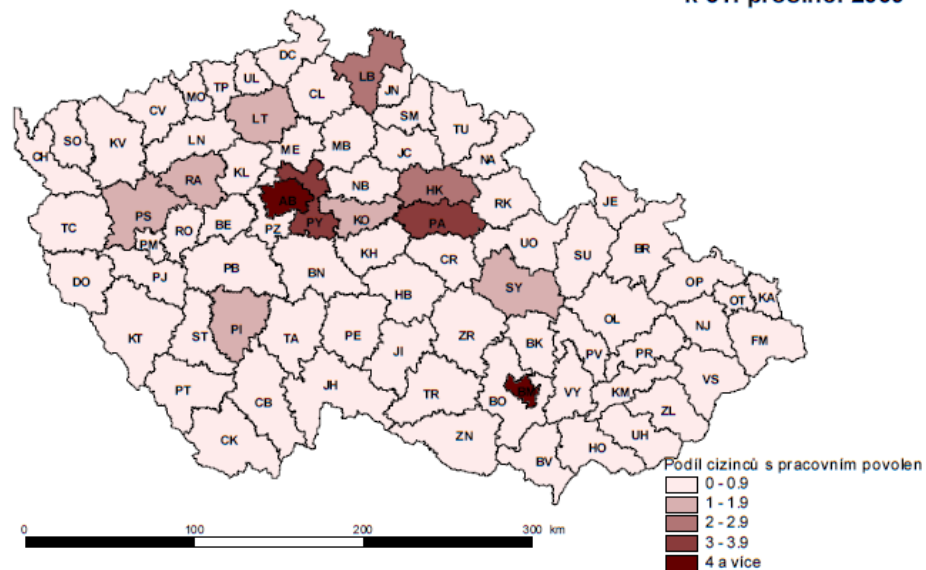 DC
LB
UL
TP
MO
CV
CL
JN
LT
SM
SO
KV
LN
ME
MB
TU
CH
JC
NA
KL
RA
NB
HK
AB
RK
JE
PS
KO
PY
PA
TC
RO
BE
PZ
PM
UO
SU
BR
KH
CR
PB
BN
PJ
DO
OP
SY
HB
OT
KA
OL
PI
KT
ST
TA
PE
ZR
NJ
FM
BK
JI
PV
PR
VS
JH
PT
TR
CB
BO
VY
KM
ZL
CK
ZN
UH
HO
BV
Podíl cizinců s pracovním povolen
0 - 0.9
1 - 1.9
2 - 2.9
3 - 3.9
4 a více
0 100 200 300 km